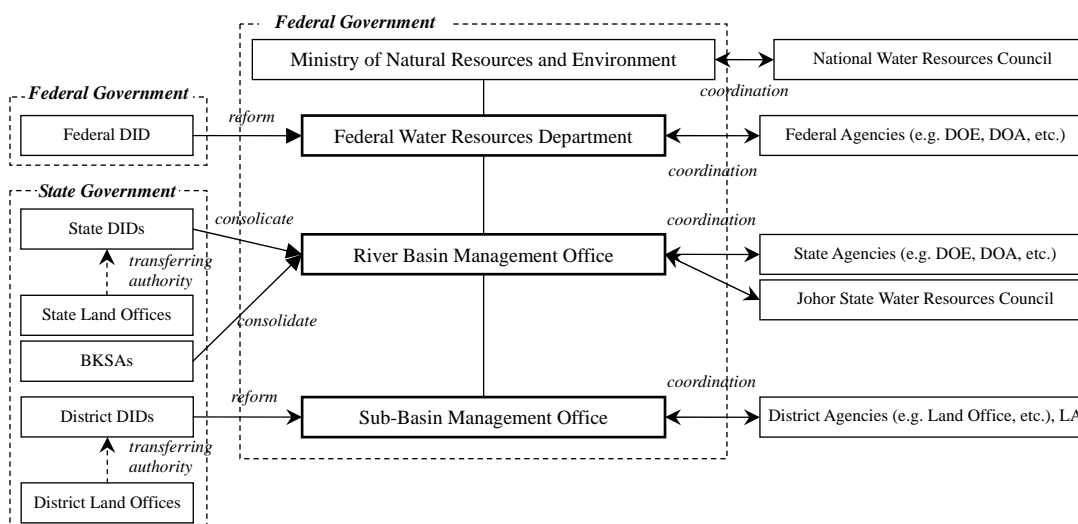 Federal Government
Ministry of Natural Resources and Environment
National Water Resources Council
coordination
Federal Government
Federal DID
reform
Federal Water Resources Department
Federal Agencies (e.g. DOE, DOA, etc.)
coordination
State Government
State DIDs
consolicate
coordination
River Basin Management Office
State Agencies (e.g. DOE, DOA, etc.)
transferring
authority
State Land Offices
Johor State Water Resources Council
consolidate
BKSAs
District DIDs
reform
coordination
Sub-Basin Management Office
District Agencies (e.g. Land Office, etc.), LA
transferring
authority
District Land Offices